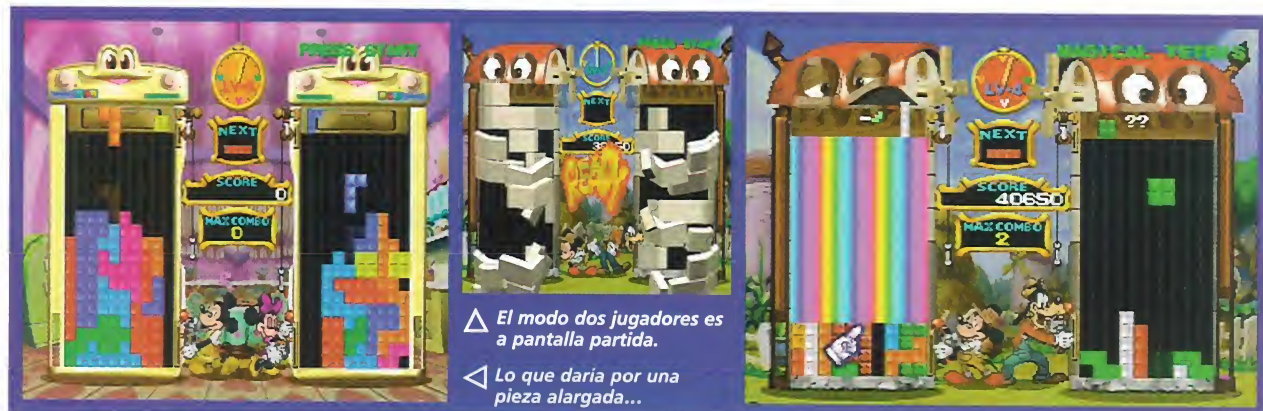 PRESS START
NEXT
SCORE
0
MAX COMBO
0
NEXT
SCORE
△ El modo dos jugadores es
a pantalla partida.
◁ Lo que daría por una
pieza alargada...
MAGICAL TETRIS
LV-4
??
NEXT
SCORE
40650
MAX COMBO
2